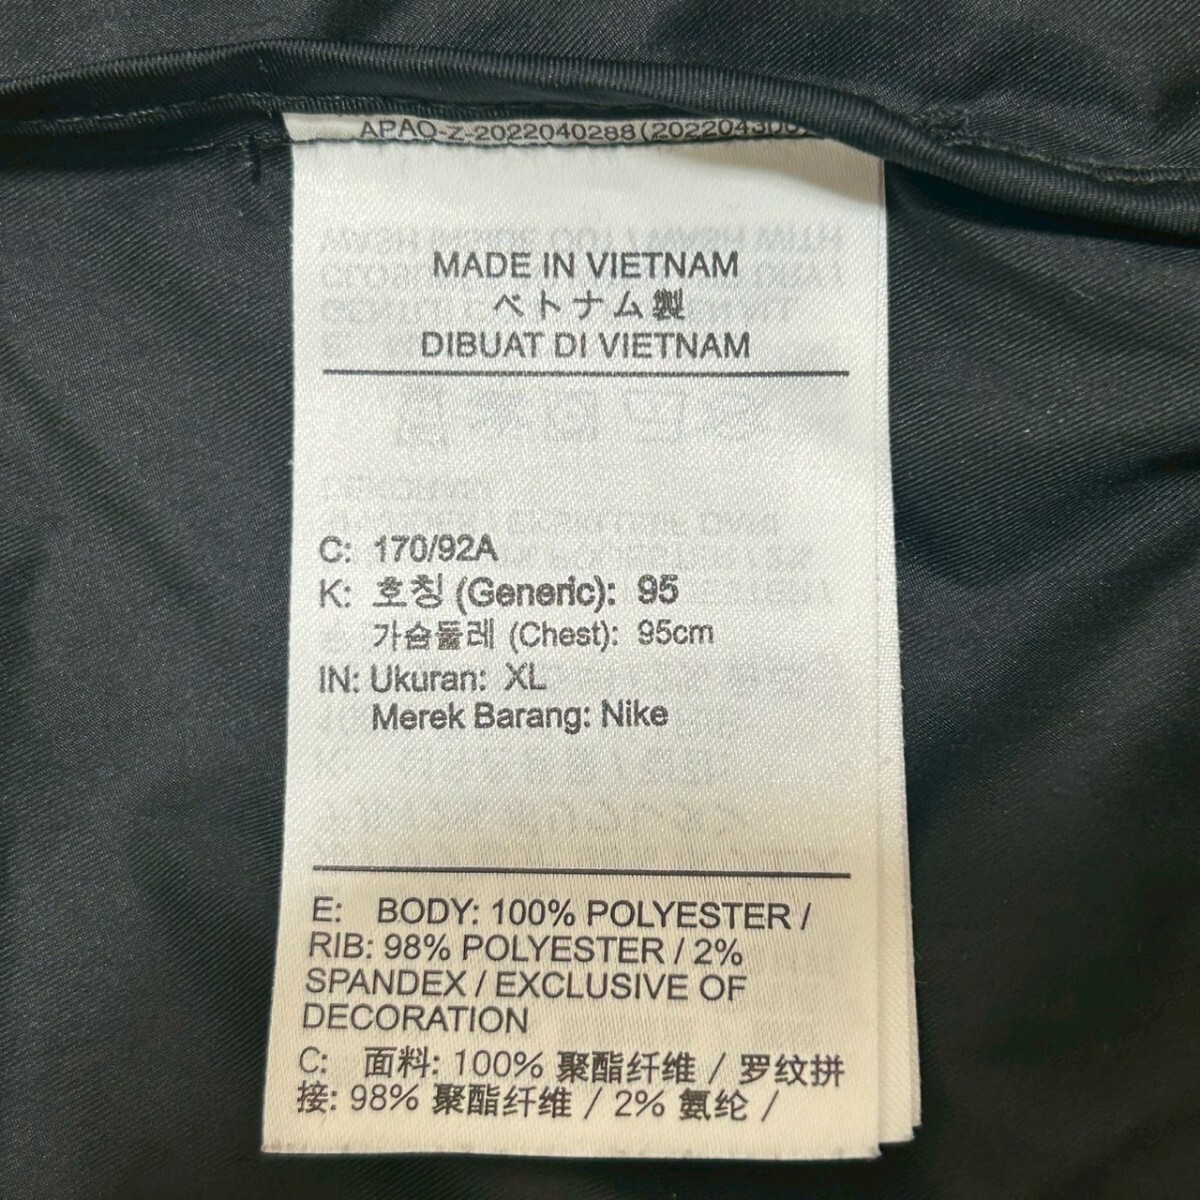 APAO-Z-2022040288(202204300
MADE IN VIETNAM
ベトナム製
DIBUAT DI VIETNAM
C: 170/92A
K: 호칭 (Generic): 95
가슴둘레 (Chest): 95cm
IN: Ukuran: XL
Merek Barang: Nike
E: BODY: 100% POLYESTER /
RIB: 98% POLYESTER / 2%
SPANDEX / EXCLUSIVE OF
DECORATION
C: 面料: 100% 聚酯纤维 / 罗纹拼
接: 98% 聚酯纤维 / 2% 氨纶 /